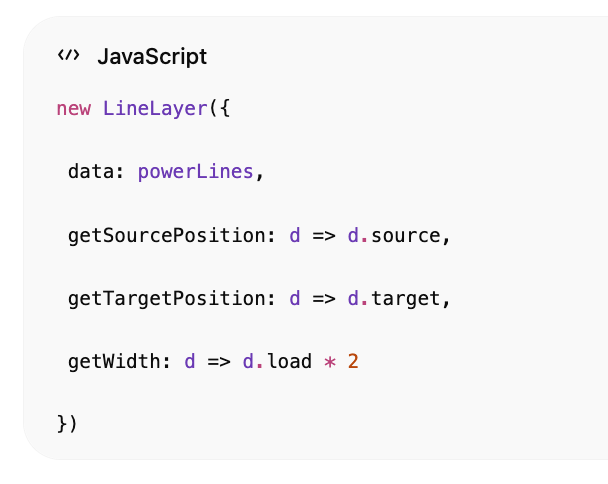 JavaScript
new LineLayer({
data: powerLines,
getSourcePosition: d => d.source,
getTargetPosition: d => d.target,
getWidth: d => d.load * 2
})